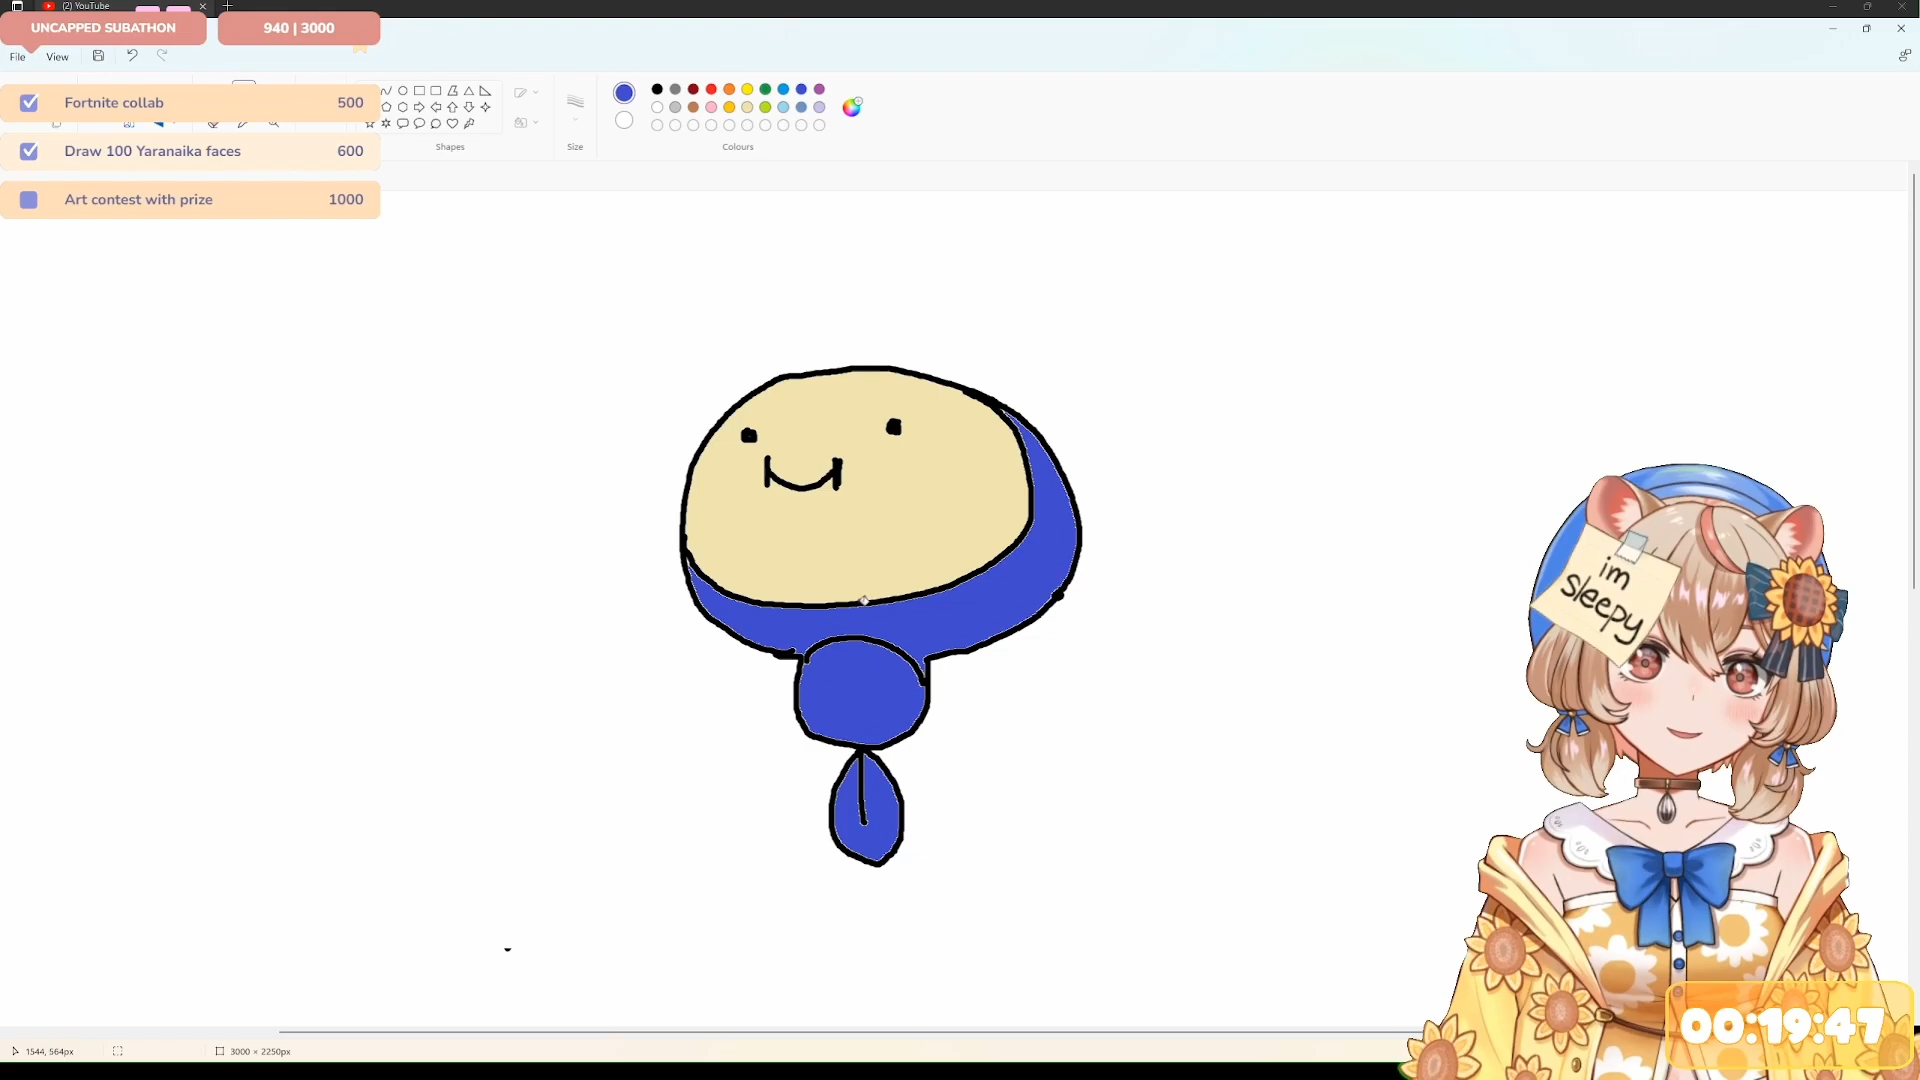 (2) YouTube
UNCAPPED SUBATHON
940 | 3000
File
View
Fortnite collab
500
Draw 100 Yaranaika faces
600
Art contest with prize
1000
Shapes
Size
Colours
im
sleepy
00:19:47
1544, 564px
3000 × 2250px